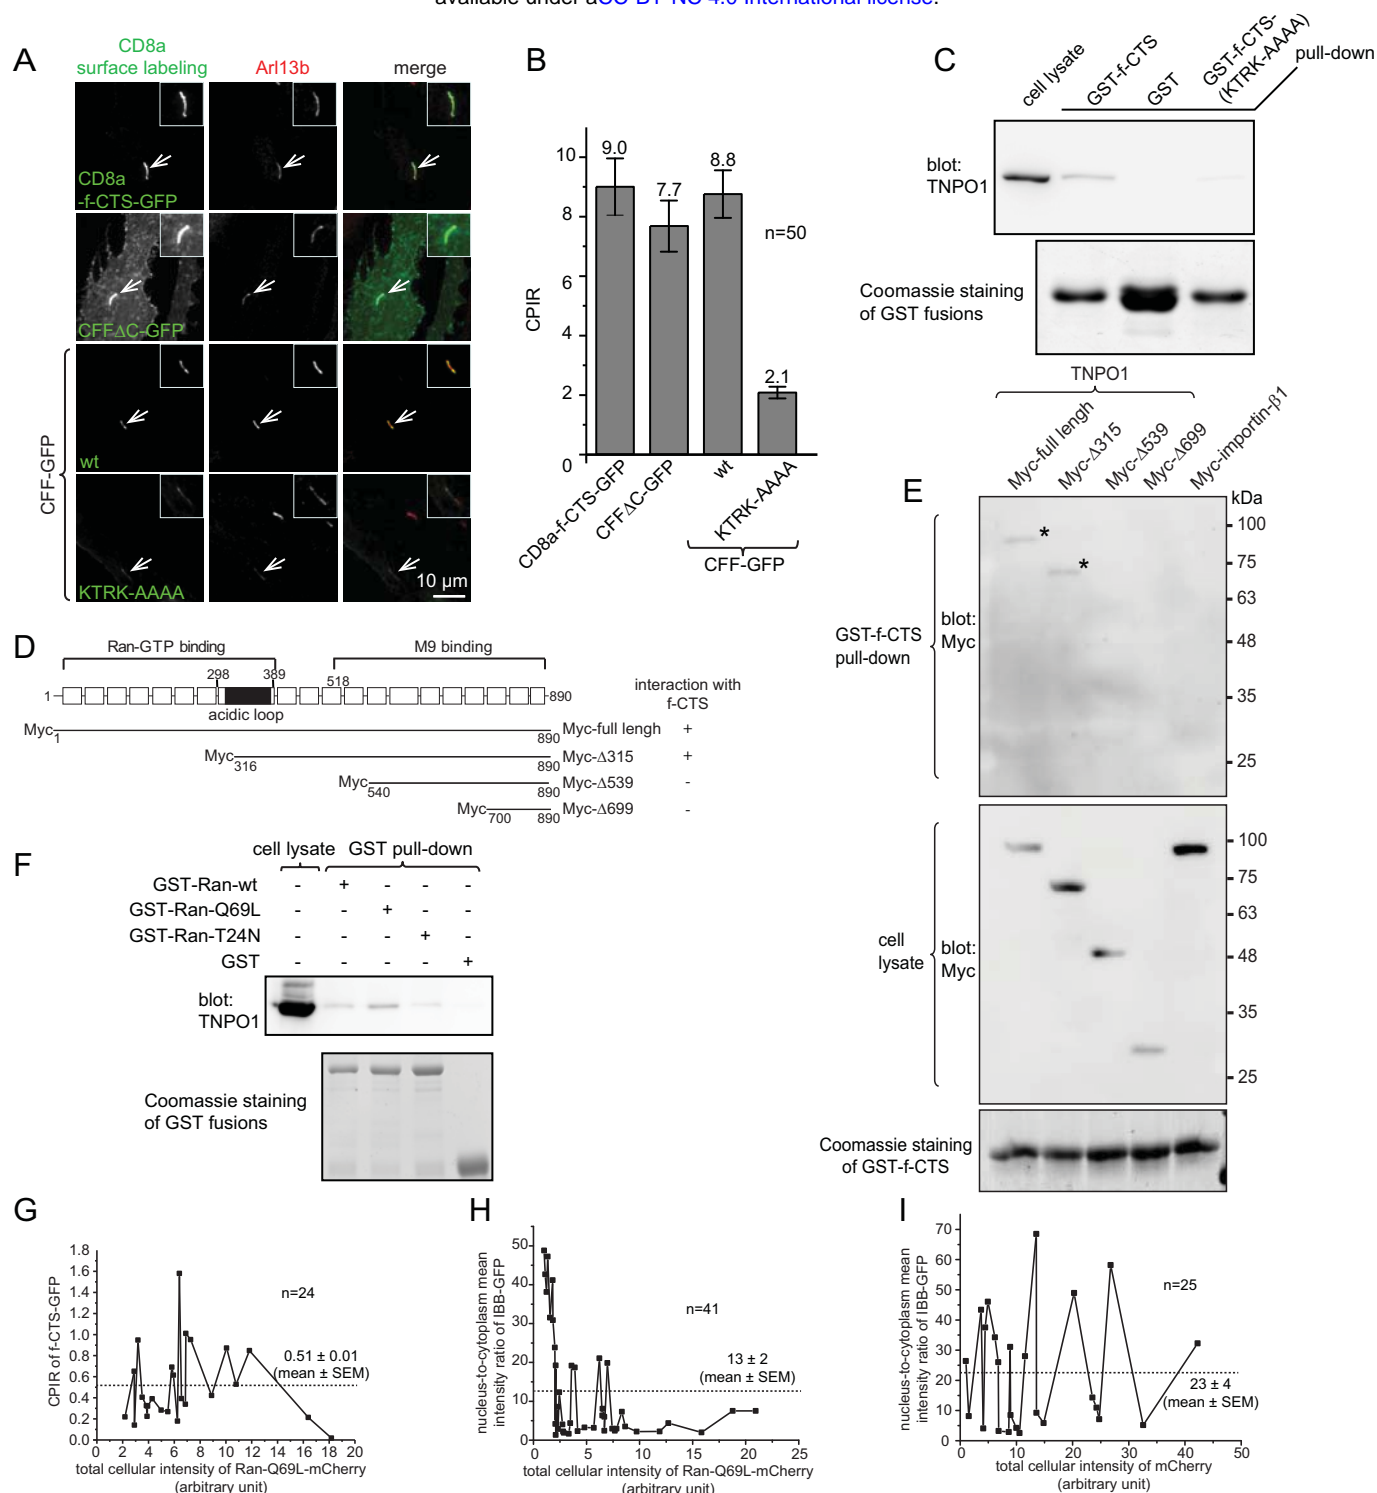 available under aCC-BY-NC 4.0 International license.
A
CD8a
surface labeling
Arl13b
merge
CD8a
-f-CTS-GFP
CFFΔC-GFP
CFF-GFP
wt
KTRK-AAAA
10 µm
B
CPIR
10
8
6
4
2
0
9.0
7.7
8.8
2.1
n=50
CD8a-f-CTS-GFP
CFFΔC-GFP
wt
KTRK-AAAA
CFF-GFP
C
cell lysate
GST-f-CTS
GST
GST-f-CTS-
(KTRK-AAAA)
pull-down
blot:
TNPO1
Coomassie staining
of GST fusions
D
Ran-GTP binding
M9 binding
298
389
518
1
890
acidic loop
interaction with
f-CTS
Myc
1
890
Myc-full lengh
+
Myc
316
890
Myc-Δ315
+
Myc
540
890
Myc-Δ539
-
Myc
700
890
Myc-Δ699
-
E
TNPO1
Myc-full lengh
Myc-Δ315
Myc-Δ539
Myc-Δ699
Myc-importin-β1
kDa
GST-f-CTS
pull-down
blot:
Myc
*
*
100
75
63
48
35
25
cell
lysate
blot:
Myc
100
75
63
48
35
25
Coomassie staining
of GST-f-CTS
F
cell lysate
GST pull-down
GST-Ran-wt - + - - -
GST-Ran-Q69L - - + - -
GST-Ran-T24N - - - + -
GST - - - - +
blot:
TNPO1
Coomassie staining
of GST fusions
G
CPIR of f-CTS-GFP
1.8
1.6
1.4
1.2
1.0
0.8
0.6
0.4
0.2
0.0
n=24
0.51 ± 0.01
(mean ± SEM)
0 2 4 6 8 10 12 14 16 18 20
total cellular intensity of Ran-Q69L-mCherry
(arbitrary unit)
H
nucleus-to-cytoplasm mean
intensity ratio of IBB-GFP
50
40
30
20
10
0
n=41
13 ± 2
(mean ± SEM)
0 5 10 15 20 25
total cellular intensity of Ran-Q69L-mCherry
(arbitrary unit)
I
nucleus-to-cytoplasm mean
intensity ratio of IBB-GFP
70
60
50
40
30
20
10
0
n=25
23 ± 4
(mean ± SEM)
0 10 20 30 40 50
total cellular intensity of mCherry
(arbitrary unit)